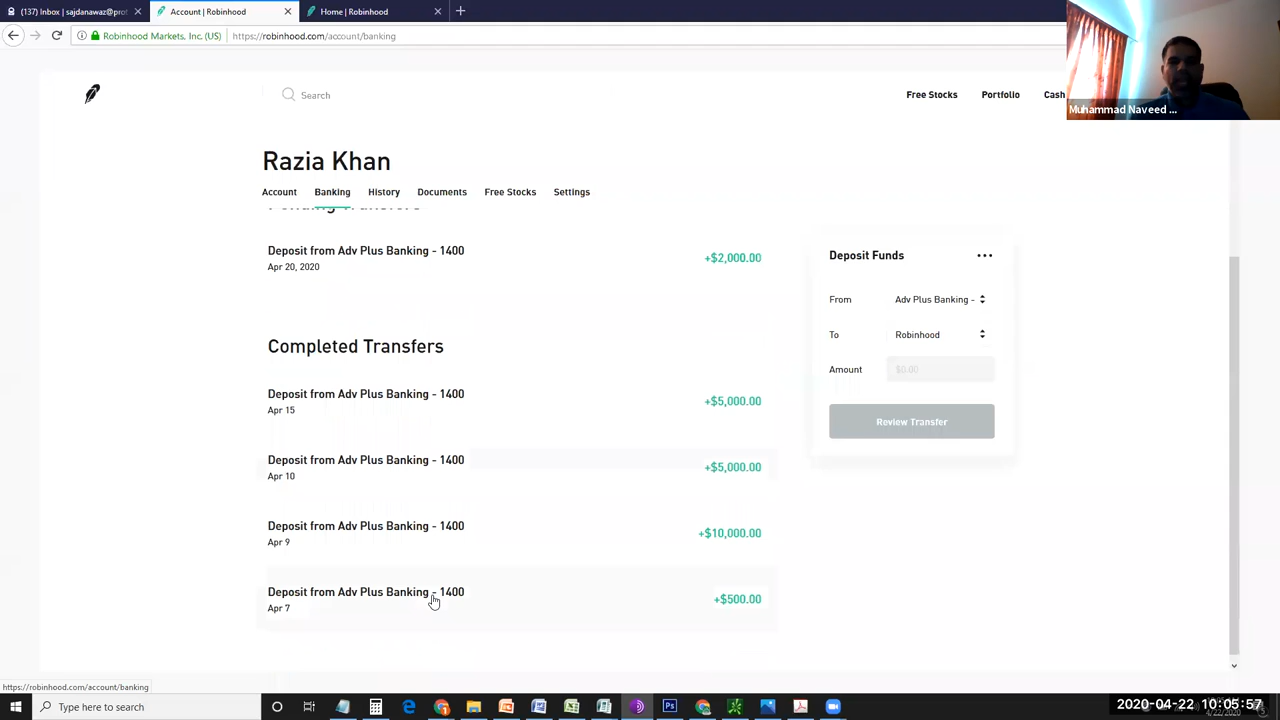 (137) Inbox | sajdanawaz@prot
Account | Robinhood
Home | Robinhood
Robinhood Markets, Inc. (US)
https://robinhood.com/account/banking
Muhammad Naveed ...
Search
Free Stocks
Portfolio
Cash
Razia Khan
Account
Banking
History
Documents
Free Stocks
Settings
Pending Transfers
Deposit from Adv Plus Banking - 1400
Apr 20, 2020
+$2,000.00
Completed Transfers
Deposit from Adv Plus Banking - 1400
Apr 15
+$5,000.00
Deposit from Adv Plus Banking - 1400
Apr 10
+$5,000.00
Deposit from Adv Plus Banking - 1400
Apr 9
+$10,000.00
Deposit from Adv Plus Banking - 1400
Apr 7
+$500.00
Deposit Funds
From
Adv Plus Banking -
To
Robinhood
Amount
$0.00
Review Transfer
https://robinhood.com/account/banking
Type here to search
2020-04-22 10:05:57